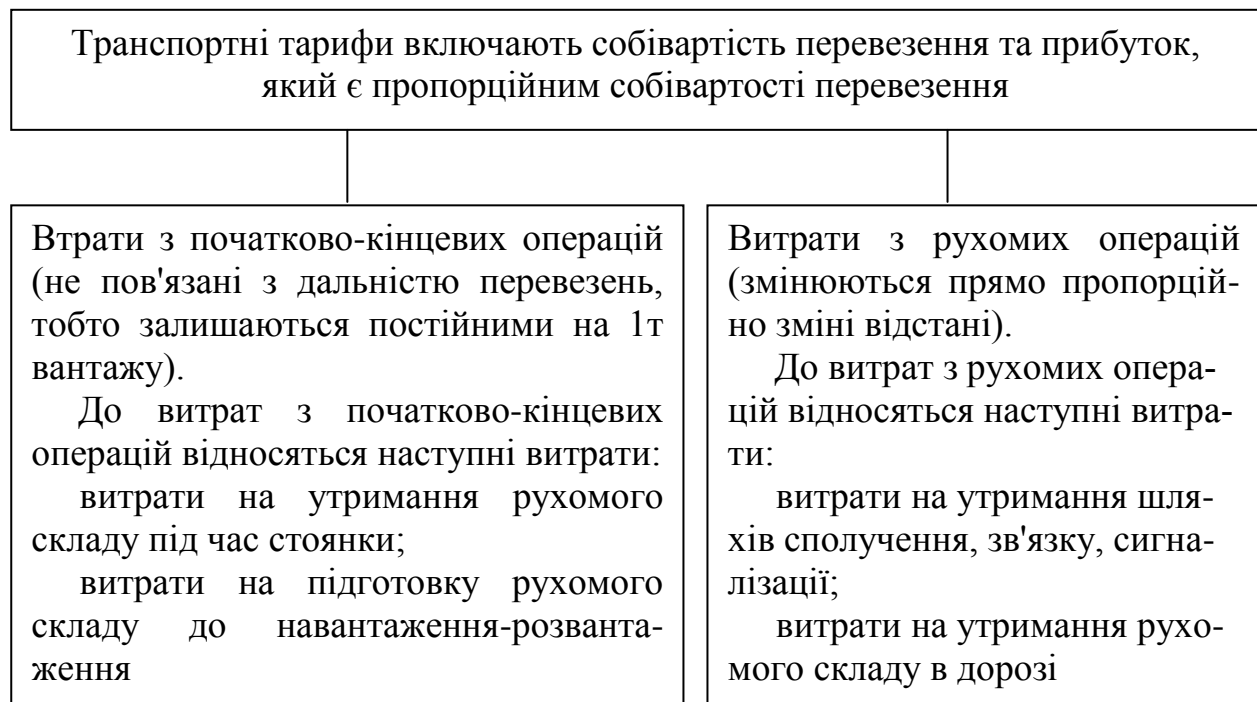 Транспортні тарифи включають собівартість перевезення та прибуток,
який є пропорційним собівартості перевезення
Втрати з початково-кінцевих операцій
(не пов'язані з дальністю перевезень,
тобто залишаються постійними на 1т
вантажу).
До витрат з початково-кінцевих
операцій відносяться наступні витрати:
витрати на утримання рухомого
складу під час стоянки;
витрати на підготовку рухомого
складу до навантаження-розванта-
ження
Витрати з рухомих операцій
(змінюються прямо пропорцій-
но зміні відстані).
До витрат з рухомих опера-
цій відносяться наступні витра-
ти:
витрати на утримання шля-
хів сполучення, зв'язку, сигна-
лізації;
витрати на утримання рухо-
мого складу в дорозі